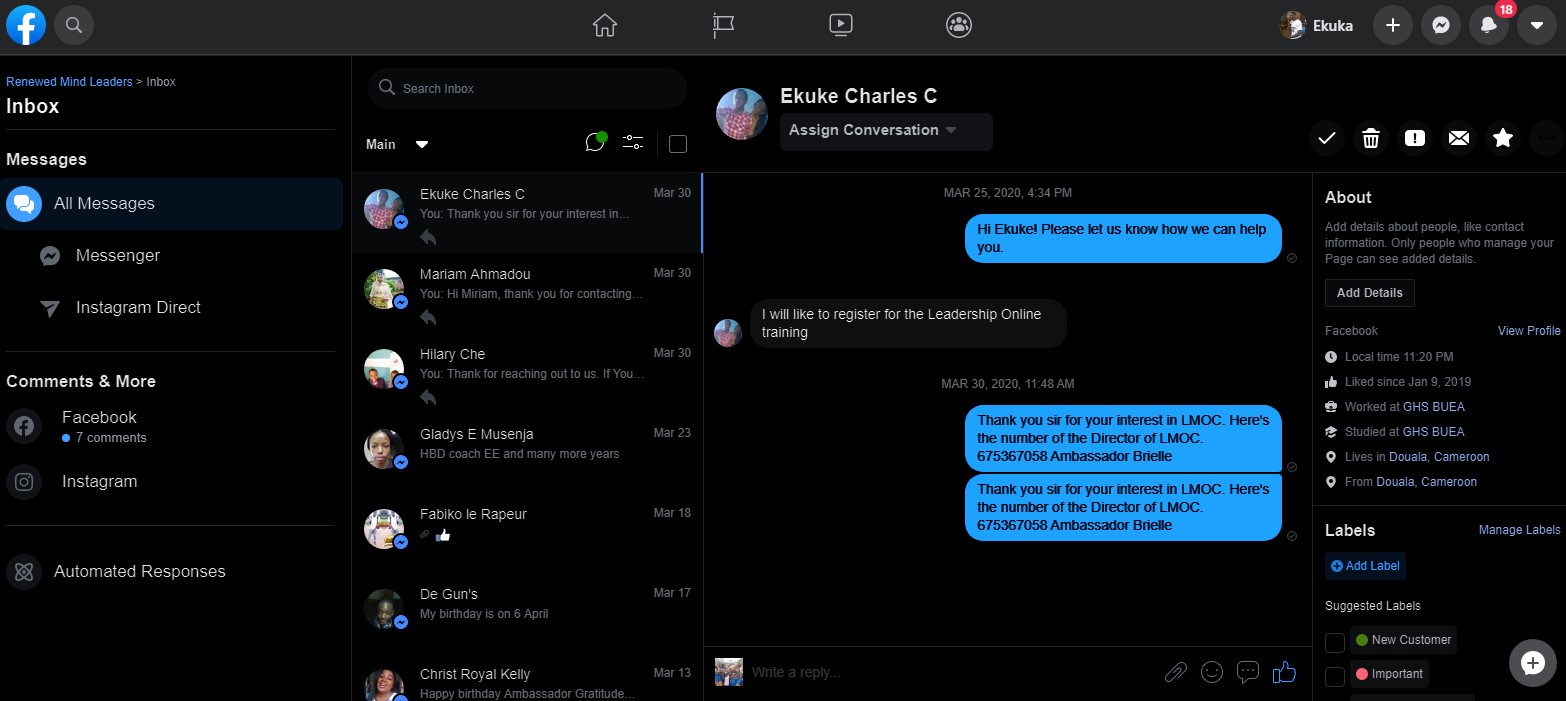 Ekuka
18
Renewed Mind Leaders > Inbox
Inbox
Messages
All Messages
Messenger
Instagram Direct
Comments & More
Facebook
7 comments
Instagram
Automated Responses
Search Inbox
Main
Ekuke Charles C
Mar 30
You: Thank you sir for your interest in…
Mariam Ahmadou
Mar 30
You: Hi Miriam, thank you for contacting…
Hilary Che
Mar 30
You: Thank for reaching out to us. If You…
Gladys E Musenja
Mar 23
HBD coach EE and many more years
Fabiko le Rapeur
Mar 18
De Gun's
Mar 17
My birthday is on 6 April
Christ Royal Kelly
Mar 13
Happy birthday Ambassador Gratitude…
Ekuke Charles C
Assign Conversation
MAR 25, 2020, 4:34 PM
Hi Ekuke! Please let us know how we can help
you.
I will like to register for the Leadership Online
training
MAR 30, 2020, 11:48 AM
Thank you sir for your interest in LMOC. Here's
the number of the Director of LMOC.
675367058 Ambassador Brielle
Thank you sir for your interest in LMOC. Here's
the number of the Director of LMOC.
675367058 Ambassador Brielle
Write a reply...
About
Add details about people, like contact
information. Only people who manage your
Page can see added details.
Add Details
Facebook
View Profile
Local time 11:20 PM
Liked since Jan 9, 2019
Worked at GHS BUEA
Studied at GHS BUEA
Lives in Douala, Cameroon
From Douala, Cameroon
Labels
Manage Labels
Add Label
Suggested Labels
New Customer
Important